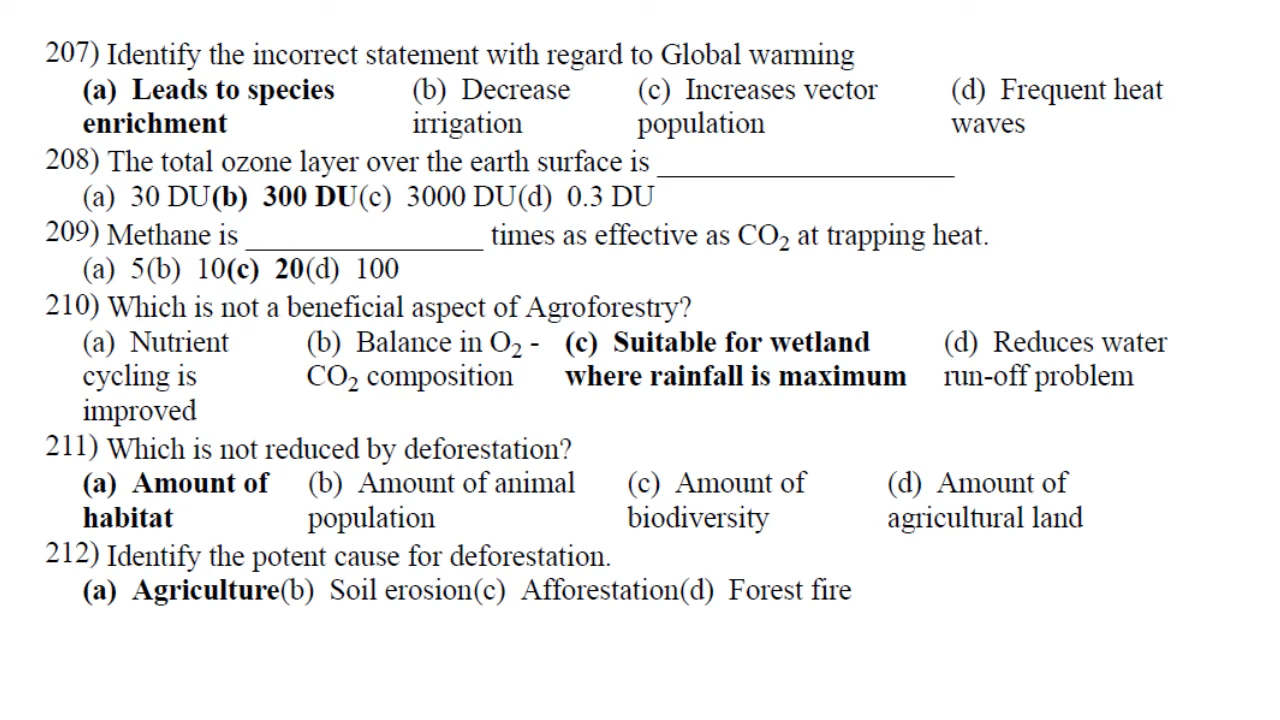 207) Identify the incorrect statement with regard to Global warming
(a) Leads to species (b) Decrease (c) Increases vector (d) Frequent heat
enrichment irrigation population waves
208) The total ozone layer over the earth surface is ____________________
(a) 30 DU(b) 300 DU(c) 3000 DU(d) 0.3 DU
209) Methane is ________________ times as effective as CO₂ at trapping heat.
(a) 5(b) 10(c) 20(d) 100
210) Which is not a beneficial aspect of Agroforestry?
(a) Nutrient (b) Balance in O₂ - (c) Suitable for wetland (d) Reduces water
cycling is CO₂ composition where rainfall is maximum run-off problem
improved
211) Which is not reduced by deforestation?
(a) Amount of (b) Amount of animal (c) Amount of (d) Amount of
habitat population biodiversity agricultural land
212) Identify the potent cause for deforestation.
(a) Agriculture(b) Soil erosion(c) Afforestation(d) Forest fire